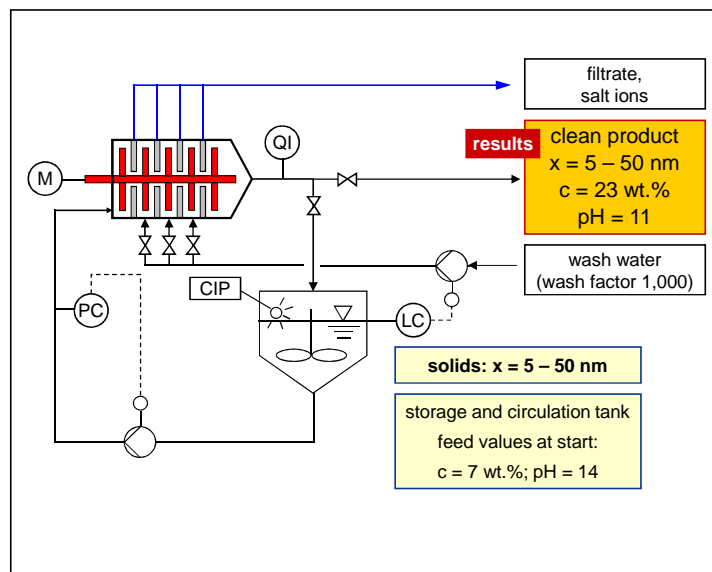 filtrate,
salt ions
QI
results
clean product
x = 5 – 50 nm
c = 23 wt.%
pH = 11
M
wash water
(wash factor 1,000)
CIP
PC
LC
solids: x = 5 – 50 nm
storage and circulation tank
feed values at start:
c = 7 wt.%; pH = 14